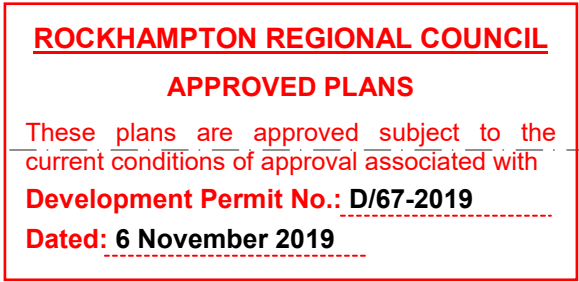 ROCKHAMPTON REGIONAL COUNCIL
APPROVED PLANS
These plans are approved subject to the
current conditions of approval associated with
Development Permit No.: D/67-2019
Dated: 6 November 2019